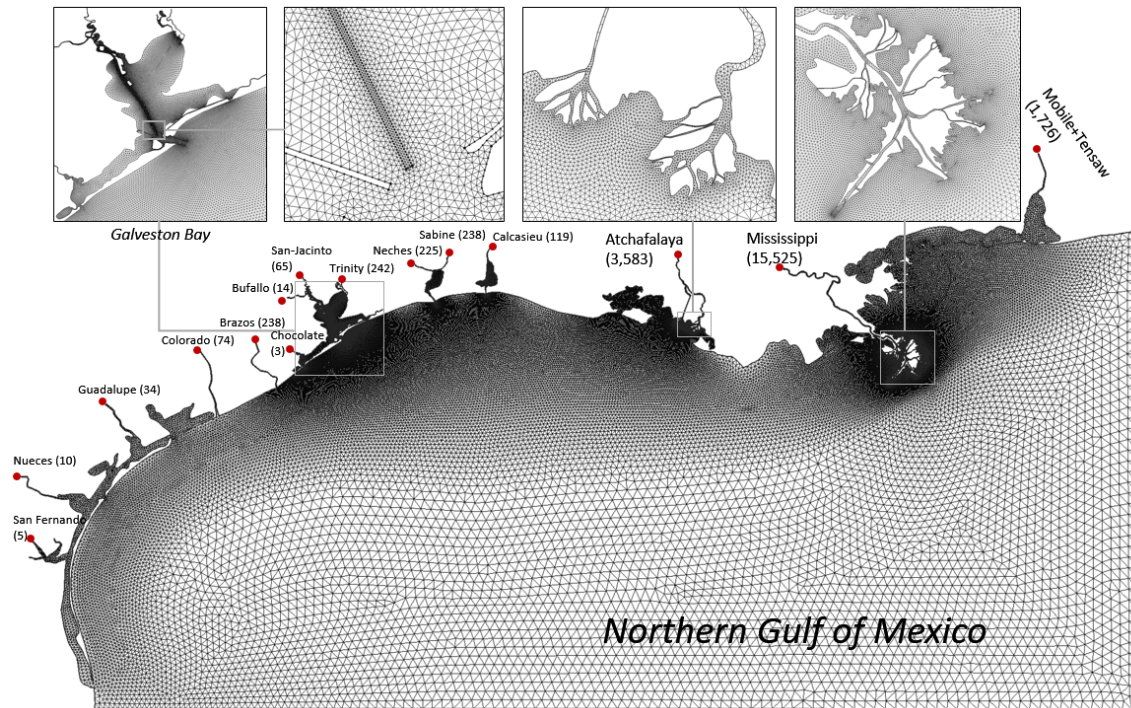 Galveston Bay
Mobile+Tensaw
(1,726)
San-Jacinto
(65)
Bufallo (14)
Trinity (242)
Neches (225)
Sabine (238)
Calcasieu (119)
Atchafalaya
(3,583)
Mississippi
(15,525)
Brazos (238)
Chocolate
(3)
Colorado (74)
Guadalupe (34)
Nueces (10)
San Fernando
(5)
Northern Gulf of Mexico